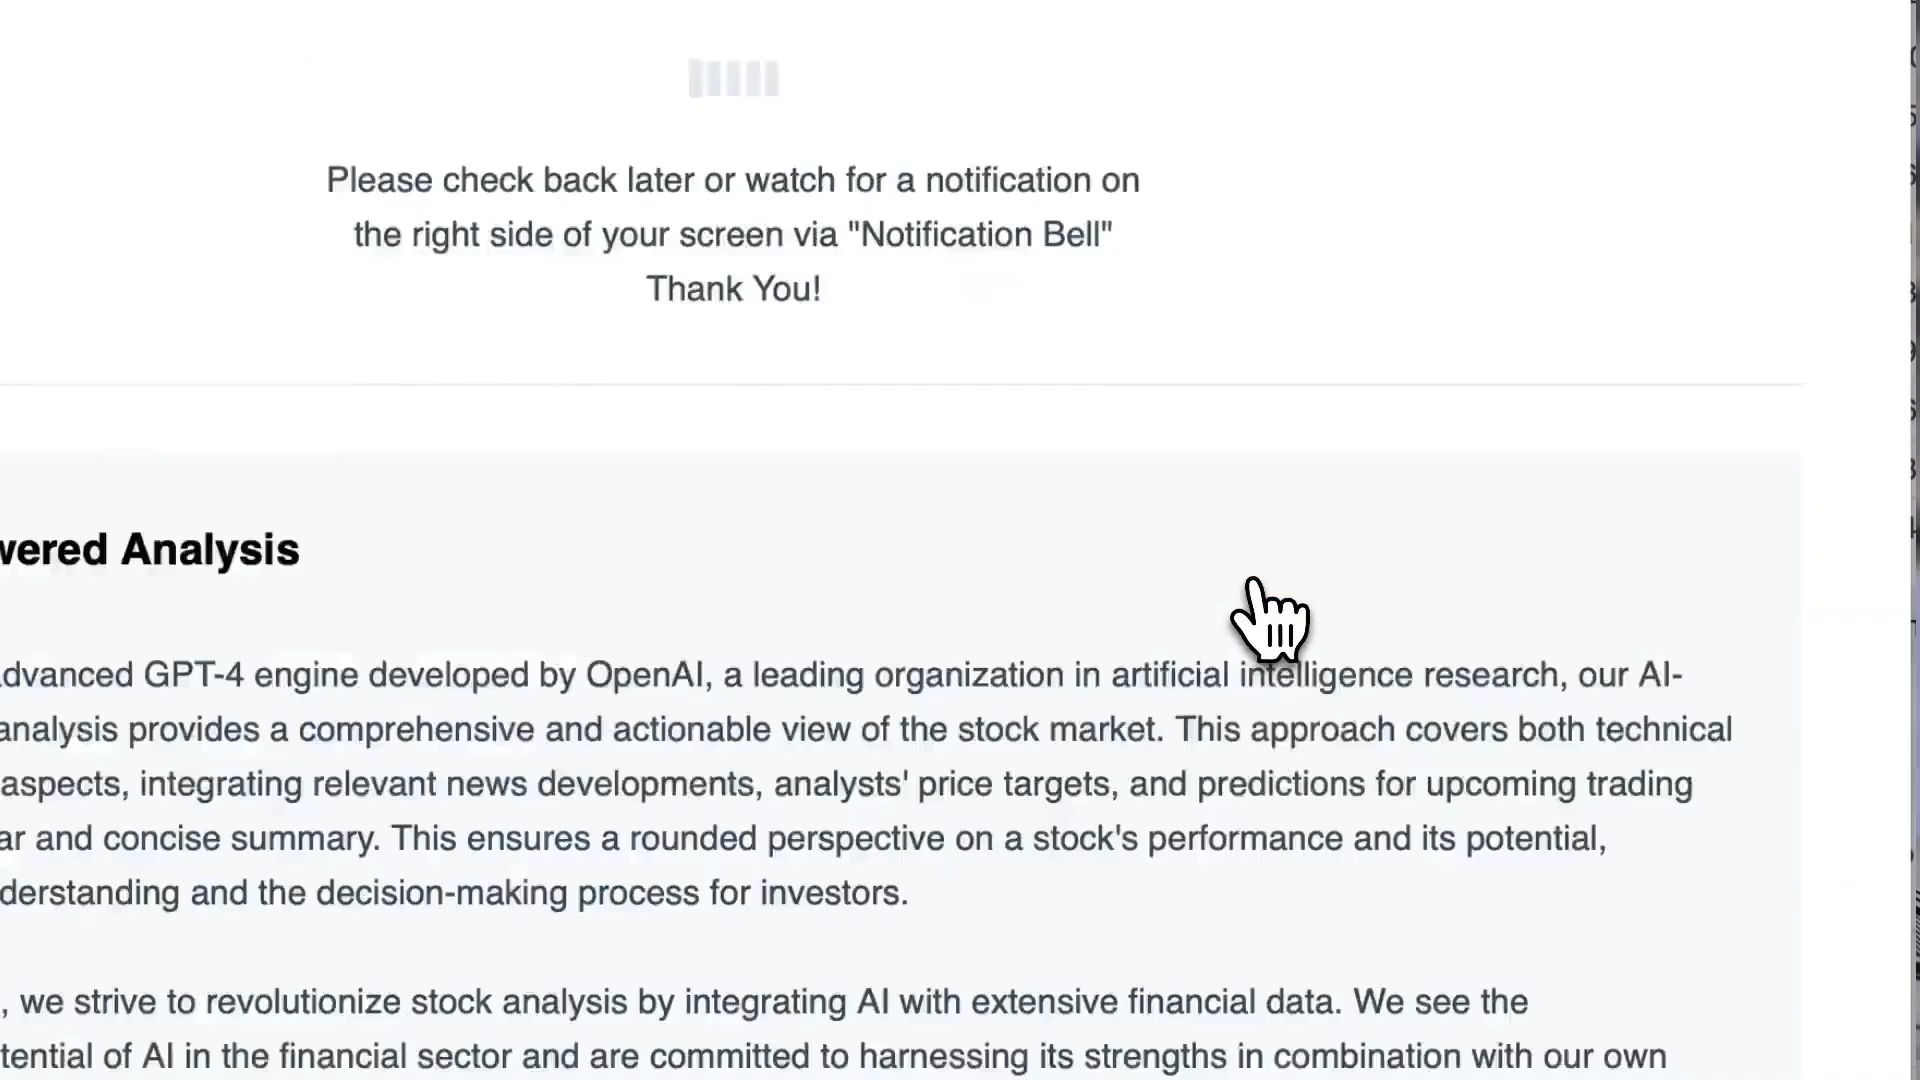 Please check back later or watch for a notification on
the right side of your screen via "Notification Bell"
Thank You!
wered Analysis
dvanced GPT-4 engine developed by OpenAI, a leading organization in artificial intelligence research, our AI-
analysis provides a comprehensive and actionable view of the stock market. This approach covers both technical
aspects, integrating relevant news developments, analysts' price targets, and predictions for upcoming trading
ar and concise summary. This ensures a rounded perspective on a stock's performance and its potential,
derstanding and the decision-making process for investors.
, we strive to revolutionize stock analysis by integrating AI with extensive financial data. We see the
tential of AI in the financial sector and are committed to harnessing its strengths in combination with our own